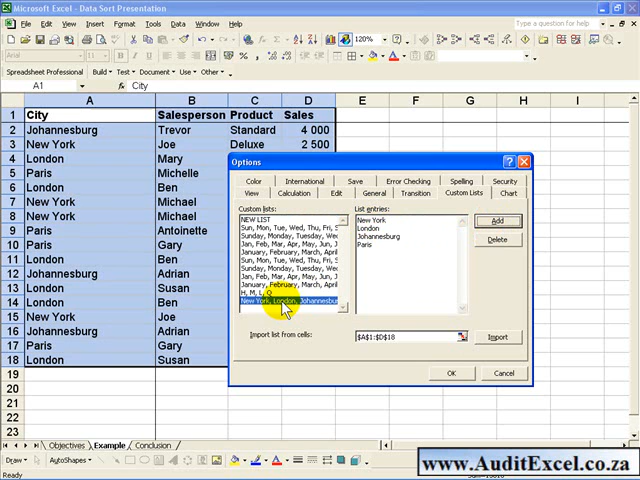 Microsoft Excel - Data Sort Presentation
File Edit View Insert Format Tools Data Window Help
Type a question for help
120%
Arial
Spreadsheet Professional Build Test Document Use Other
A1 fx City
A B C D E F G H I
1 City Salesperson Product Sales
2 Johannesburg Trevor Standard 4 000
3 New York Joe Deluxe 2 500
4 London Mary
5 Paris Michelle
6 London Ben
7 New York Michael
8 New York Michael
9 Paris Antoinette
10 Paris Gary
11 London Ben
12 Johannesburg Adrian
13 London Susan
14 London Ben
15 New York Joe
16 Johannesburg Adrian
17 Paris Gary
18 London Susan
19
20
21
22
23
Options
Color International Save Error Checking Spelling Security
View Calculation Edit General Transition Custom Lists Chart
Custom lists: List entries:
NEW LIST
Sun, Mon, Tue, Wed, Thu, Fri, S
Sunday, Monday, Tuesday, Wed
Jan, Feb, Mar, Apr, May, Jun, J
January, February, March, April
Sun, Mon, Tue, Wed, Thu, Fri, S
Sunday, Monday, Tuesday, Wed
Jan, Feb, Mar, Apr, May, Jun, J
January, February, March, April
H, M, L, Q
New York, London, Johannesbur
New York
London
Johannesburg
Paris
Add
Delete
Import list from cells: $A$1:$D$18 Import
OK Cancel
Objectives Example Conclusion
Draw AutoShapes
Ready
www.AuditExcel.co.za